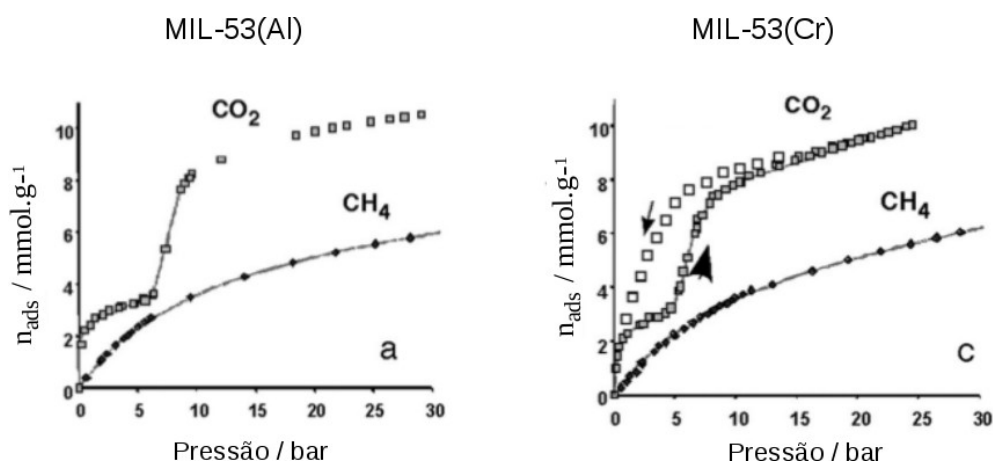 MIL-53(Al)
MIL-53(Cr)
n_ads / mmol.g⁻¹
10
8
6
4
2
0
CO₂
CH₄
a
0 5 10 15 20 25 30
Pressão / bar
n_ads / mmol.g⁻¹
10
8
6
4
2
0
CO₂
CH₄
c
0 5 10 15 20 25 30
Pressão / bar